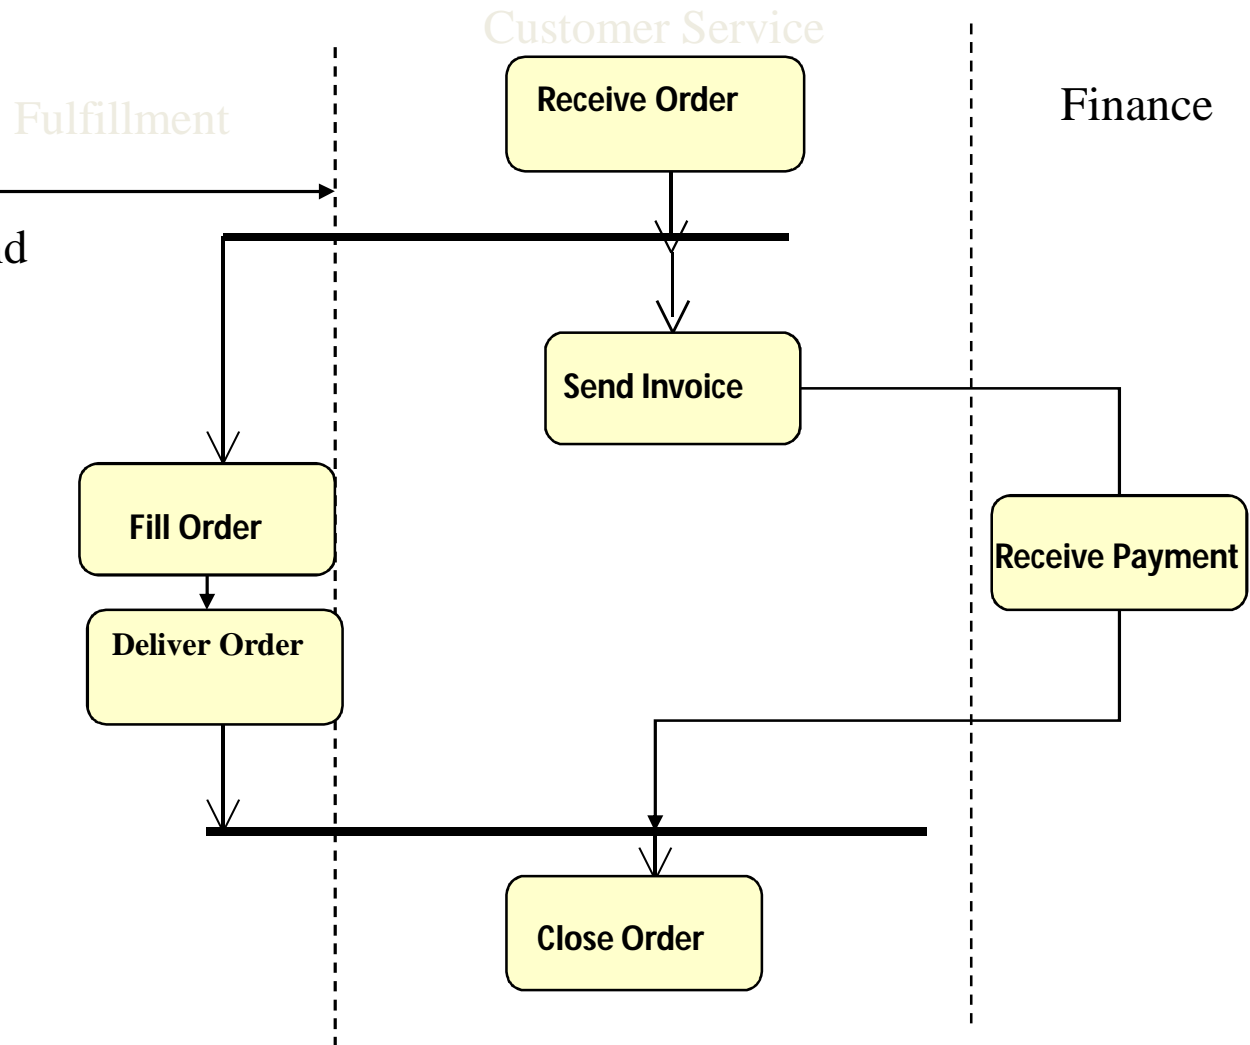 Customer Service
Fulfillment
Receive Order
Finance
Send Invoice
Fill Order
Receive Payment
Deliver Order
Close Order